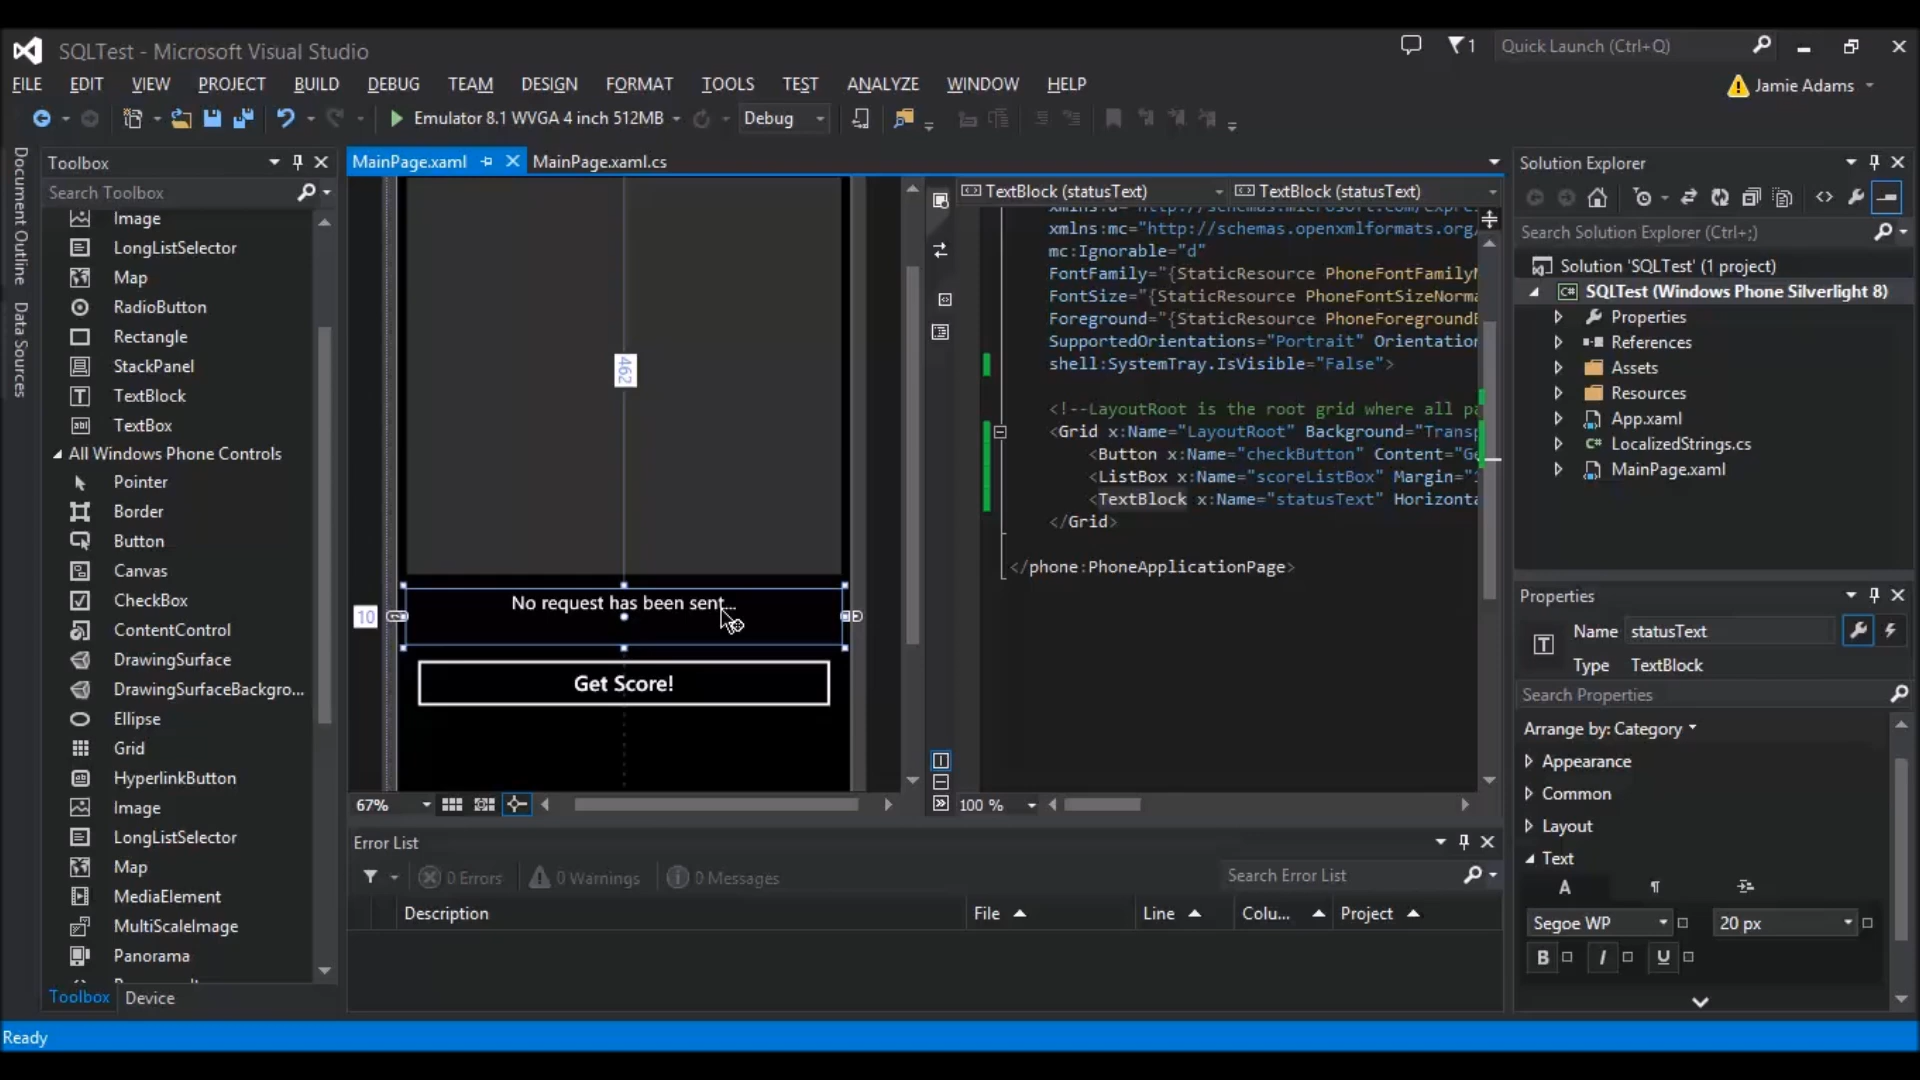 SQLTest - Microsoft Visual Studio
1
Quick Launch (Ctrl+Q)
FILE EDIT VIEW PROJECT BUILD DEBUG TEAM DESIGN FORMAT TOOLS TEST ANALYZE WINDOW HELP
Jamie Adams
Emulator 8.1 WVGA 4 inch 512MB
Debug
Document Outline
Data Sources
Toolbox
Search Toolbox
Image
LongListSelector
Map
RadioButton
Rectangle
StackPanel
TextBlock
TextBox
All Windows Phone Controls
Pointer
Border
Button
Canvas
CheckBox
ContentControl
DrawingSurface
DrawingSurfaceBackgro...
Ellipse
Grid
HyperlinkButton
Image
LongListSelector
Map
MediaElement
MultiScaleImage
Panorama
Toolbox Device
MainPage.xaml
MainPage.xaml.cs
462
10
No request has been sent...
Get Score!
67%
TextBlock (statusText)
TextBlock (statusText)
xmlns:mc="http://schemas.openxmlformats.org/
mc:Ignorable="d"
FontFamily="{StaticResource PhoneFontFamilyN
FontSize="{StaticResource PhoneFontSizeNorma
Foreground="{StaticResource PhoneForegroundB
SupportedOrientations="Portrait" Orientation
shell:SystemTray.IsVisible="False">
<!--LayoutRoot is the root grid where all pa
<Grid x:Name="LayoutRoot" Background="Transp
<Button x:Name="checkButton" Content="Ge
<ListBox x:Name="scoreListBox" Margin="1
<TextBlock x:Name="statusText" Horizonta
</Grid>
</phone:PhoneApplicationPage>
100 %
Error List
0 Errors
0 Warnings
0 Messages
Search Error List
Description File Line Colu... Project
Solution Explorer
Search Solution Explorer (Ctrl+;)
Solution 'SQLTest' (1 project)
SQLTest (Windows Phone Silverlight 8)
Properties
References
Assets
Resources
App.xaml
LocalizedStrings.cs
MainPage.xaml
Properties
Name statusText
Type TextBlock
Search Properties
Arrange by: Category
Appearance
Common
Layout
Text
A ¶
Segoe WP
20 px
B I U
Ready